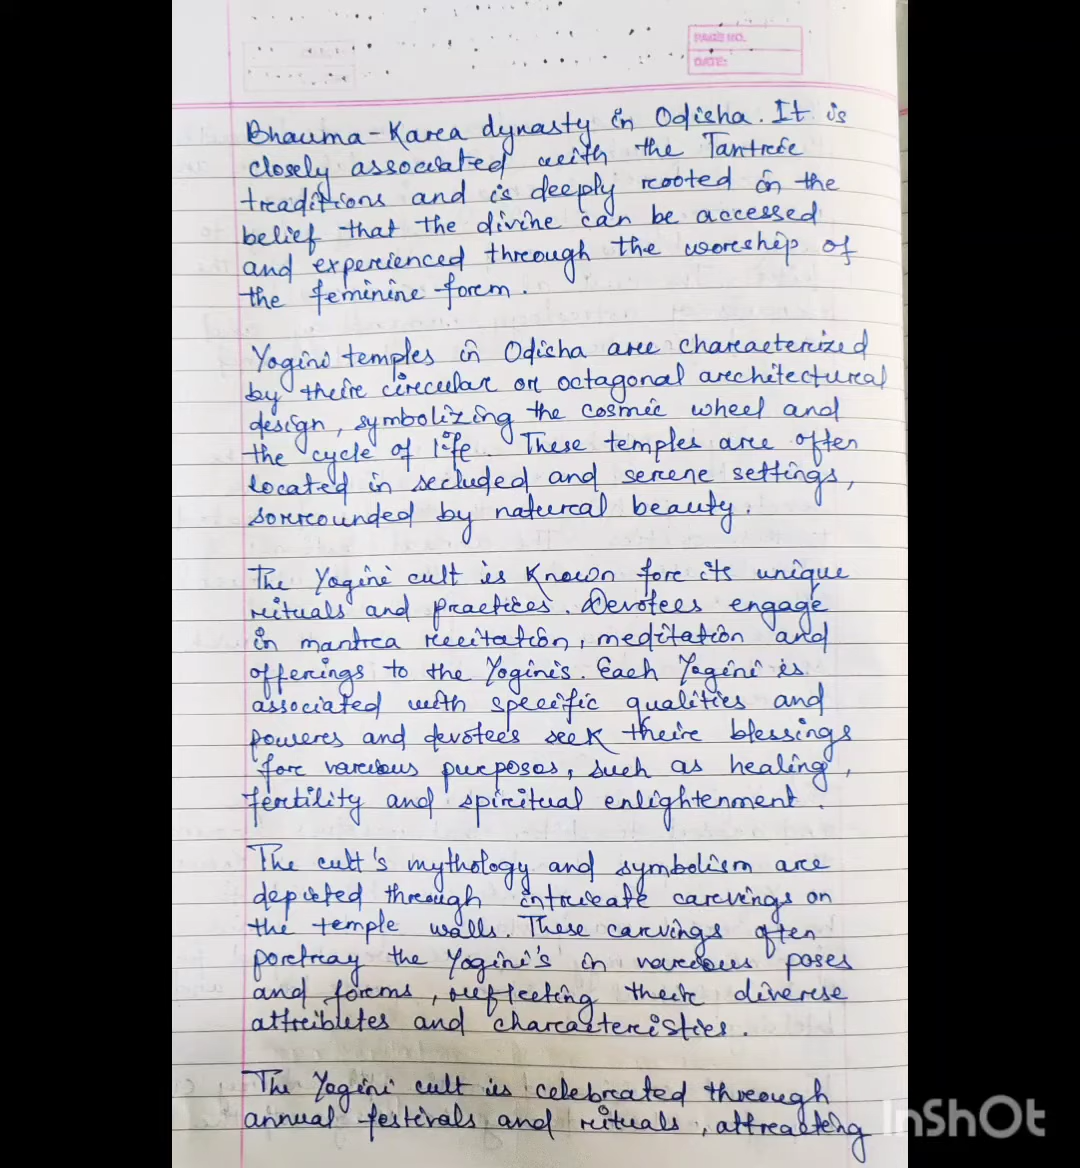 PAGE NO.
DATE:
Bhauma-Kara dynasty in Odisha. It is
closely associated with the Tantric
traditions and is deeply rooted in the
belief that the divine can be accessed
and experienced through the worship of
the feminine form.
Yogini temples in Odisha are characterized
by their circular or octagonal architectural
design, symbolizing the cosmic wheel and
the cycle of life. These temples are often
located in secluded and serene settings,
sorrounded by natural beauty.
The Yogini cult is known for its unique
rituals and practices. Devotees engage
in mantra recitation, meditation and
offerings to the Yoginis. Each Yogini is
associated with specific qualities and
powers and devotees seek their blessings
for various purposes, such as healing,
fertility and spiritual enlightenment.
The cult's mythology and symbolism are
depicted through intricate carvings on
the temple walls. These carvings often
portray the Yogini's in various poses
and forms, reflecting their diverse
attributes and characteristics.
The Yogini cult is celebrated through
annual festivals and rituals, attracting
InShOt